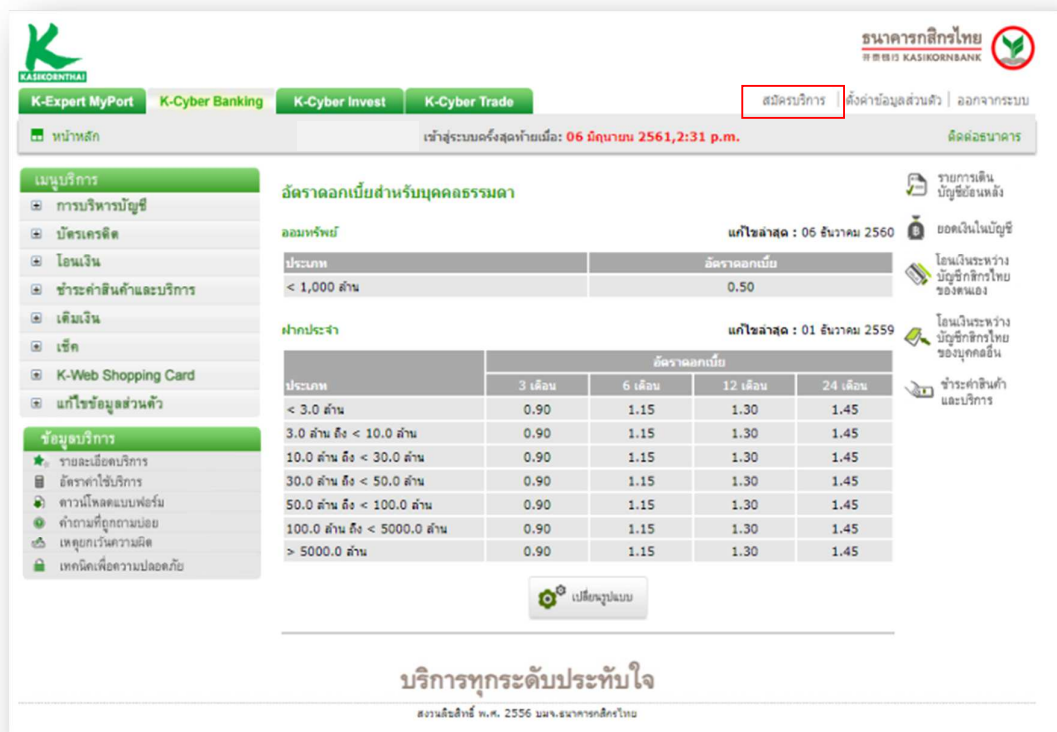 KASIKORNTHAI
ธนาคารกสิกรไทย
开泰银行 KASIKORNBANK
K-Expert MyPort K-Cyber Banking K-Cyber Invest K-Cyber Trade
สมัครบริการ ตั้งค่าข้อมูลส่วนตัว ออกจากระบบ
หน้าหลัก
เข้าสู่ระบบครั้งสุดท้ายเมื่อ: 06 มิถุนายน 2561,2:31 p.m.
ติดต่อธนาคาร
เมนูบริการ
การบริหารบัญชี
บัตรเครดิต
โอนเงิน
ชำระค่าสินค้าและบริการ
เติมเงิน
เช็ค
K-Web Shopping Card
แก้ไขข้อมูลส่วนตัว
ข้อมูลบริการ
รายละเอียดบริการ
อัตราค่าใช้บริการ
ดาวน์โหลดแบบฟอร์ม
คำถามที่ถูกถามบ่อย
เหตุยกเว้นความผิด
เทคนิคเพื่อความปลอดภัย
อัตราดอกเบี้ยสำหรับบุคคลธรรมดา
ออมทรัพย์ แก้ไขล่าสุด : 06 ธันวาคม 2560
ประเภท อัตราดอกเบี้ย
< 1,000 ล้าน 0.50
ฝากประจำ แก้ไขล่าสุด : 01 ธันวาคม 2559
อัตราดอกเบี้ย
ประเภท 3 เดือน 6 เดือน 12 เดือน 24 เดือน
< 3.0 ล้าน 0.90 1.15 1.30 1.45
3.0 ล้าน ถึง < 10.0 ล้าน 0.90 1.15 1.30 1.45
10.0 ล้าน ถึง < 30.0 ล้าน 0.90 1.15 1.30 1.45
30.0 ล้าน ถึง < 50.0 ล้าน 0.90 1.15 1.30 1.45
50.0 ล้าน ถึง < 100.0 ล้าน 0.90 1.15 1.30 1.45
100.0 ล้าน ถึง < 5000.0 ล้าน 0.90 1.15 1.30 1.45
> 5000.0 ล้าน 0.90 1.15 1.30 1.45
เปลี่ยนรูปแบบ
รายการเดิน
บัญชีย้อนหลัง
ยอดเงินในบัญชี
โอนเงินระหว่าง
บัญชีกสิกรไทย
ของตนเอง
โอนเงินระหว่าง
บัญชีกสิกรไทย
ของบุคคลอื่น
ชำระค่าสินค้า
และบริการ
บริการทุกระดับประทับใจ
สงวนลิขสิทธิ์ พ.ศ. 2556 บมจ.ธนาคารกสิกรไทย